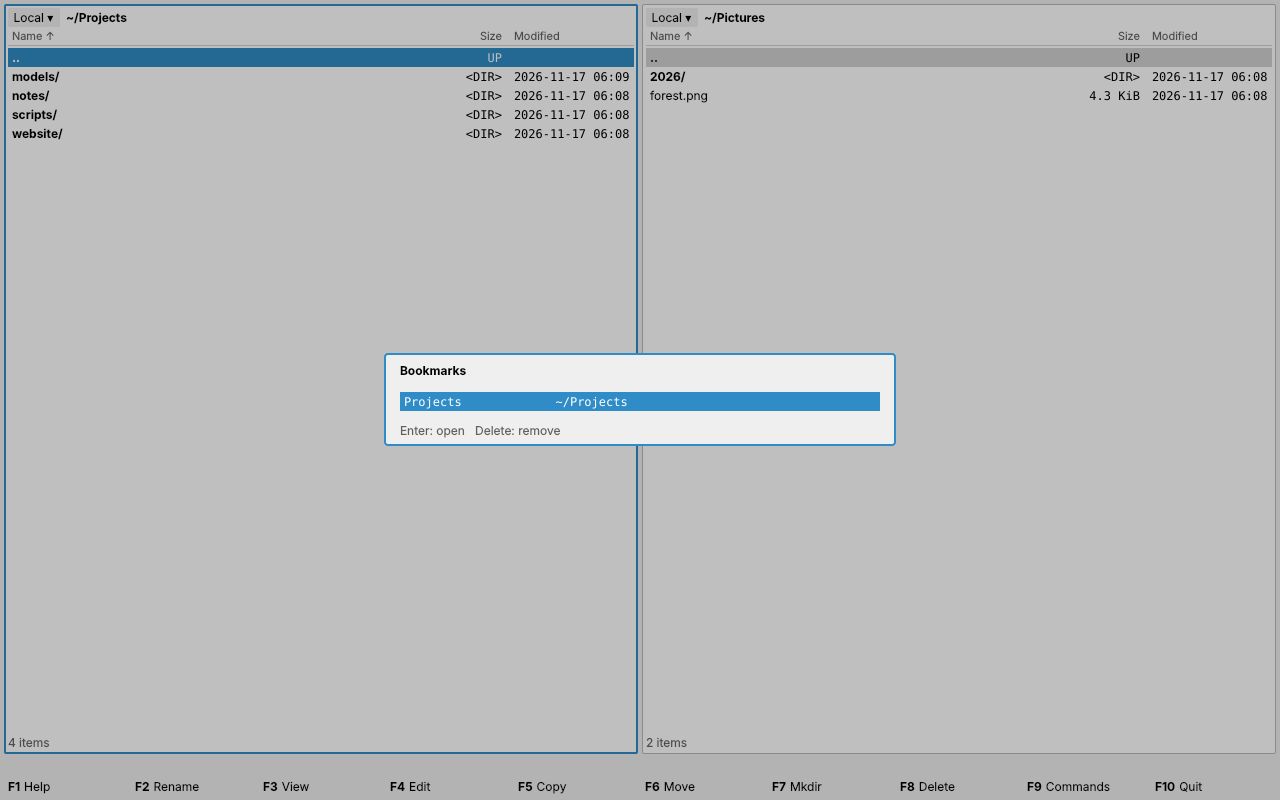 Local ▾ ~/Projects
Name ↑ Size Modified
.. UP
models/ <DIR> 2026-11-17 06:09
notes/ <DIR> 2026-11-17 06:08
scripts/ <DIR> 2026-11-17 06:08
website/ <DIR> 2026-11-17 06:08
4 items
Local ▾ ~/Pictures
Name ↑ Size Modified
.. UP
2026/ <DIR> 2026-11-17 06:08
forest.png 4.3 KiB 2026-11-17 06:08
2 items
Bookmarks
Projects ~/Projects
Enter: open Delete: remove
F1 Help F2 Rename F3 View F4 Edit F5 Copy F6 Move F7 Mkdir F8 Delete F9 Commands F10 Quit